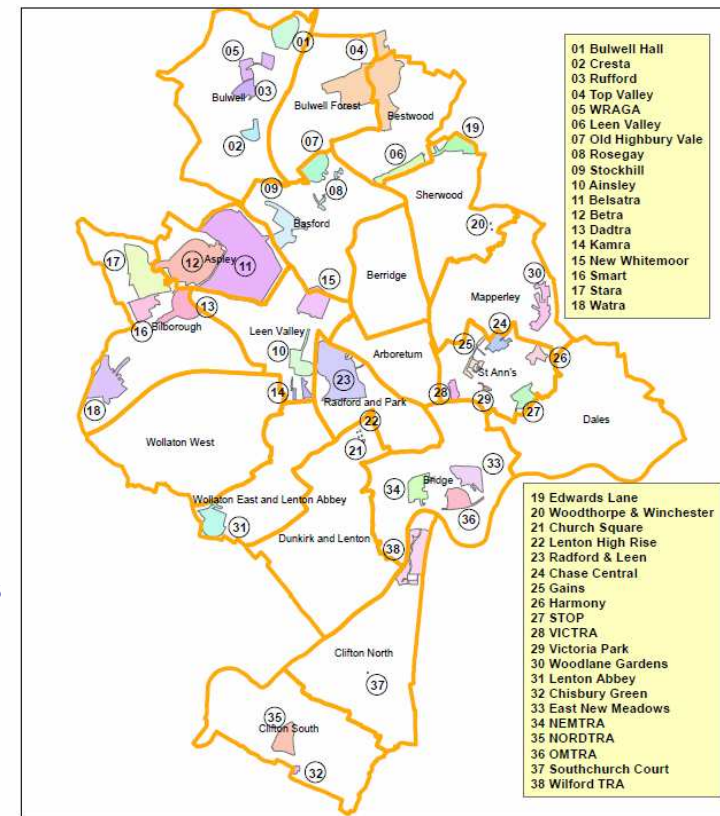 01 Bulwell Hall
02 Cresta
03 Rufford
04 Top Valley
05 WRAGA
06 Leen Valley
07 Old Highbury Vale
08 Rosegay
09 Stockhill
10 Ainsley
11 Belsatra
12 Betra
13 Dadtra
14 Kamra
15 New Whitemoor
16 Smart
17 Stara
18 Watra
05
01
04
Bulwell
03
Bulwell Forest
Bestwood
02
07
06
19
09
08
Sherwood
Basford
20
17
12
Aspley
11
Berridge
30
15
Mapperley
16
Bilborough
13
Leen Valley
24
10
Arboretum
25
St Ann's
26
18
14
23
28
29
27
Radford and Park
Dales
Wollaton West
22
21
33
34
Bridge
Wollaton East and Lenton Abbey
36
31
Dunkirk and Lenton
38
Clifton North
37
35
Clifton South
32
19 Edwards Lane
20 Woodthorpe & Winchester
21 Church Square
22 Lenton High Rise
23 Radford & Leen
24 Chase Central
25 Gains
26 Harmony
27 STOP
28 VICTRA
29 Victoria Park
30 Woodlane Gardens
31 Lenton Abbey
32 Chisbury Green
33 East New Meadows
34 NEMTRA
35 NORDTRA
36 OMTRA
37 Southchurch Court
38 Wilford TRA